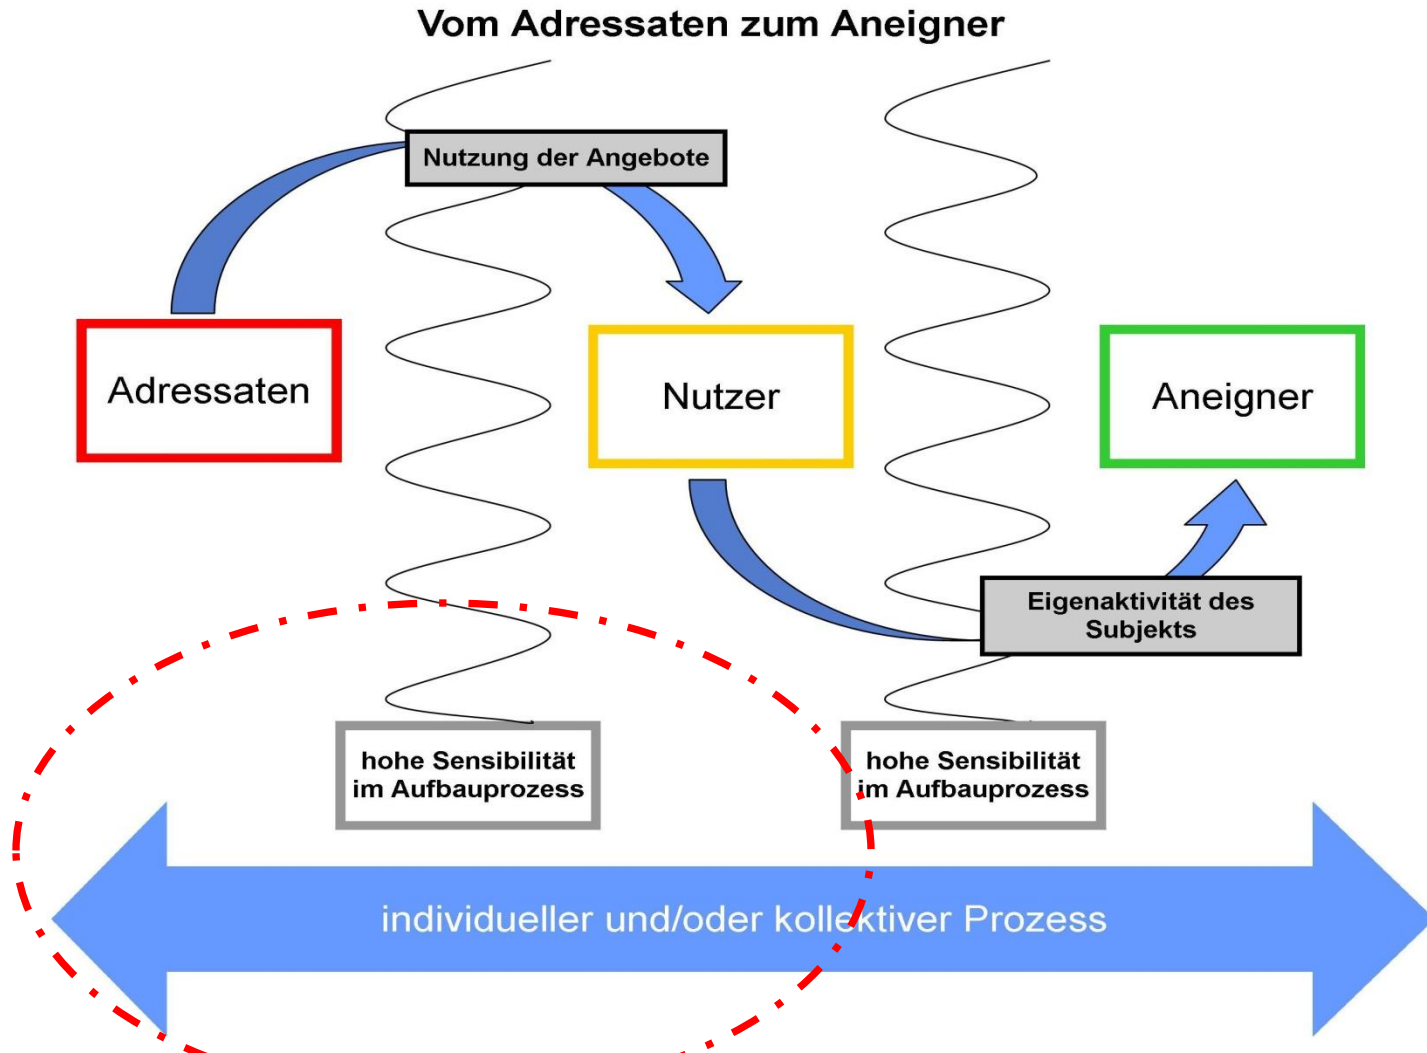 Vom Adressaten zum Aneigner
Nutzung der Angebote
Adressaten
Nutzer
Aneigner
Eigenaktivität des
Subjekts
hohe Sensibilität
im Aufbauprozess
hohe Sensibilität
im Aufbauprozess
individueller und/oder kollektiver Prozess